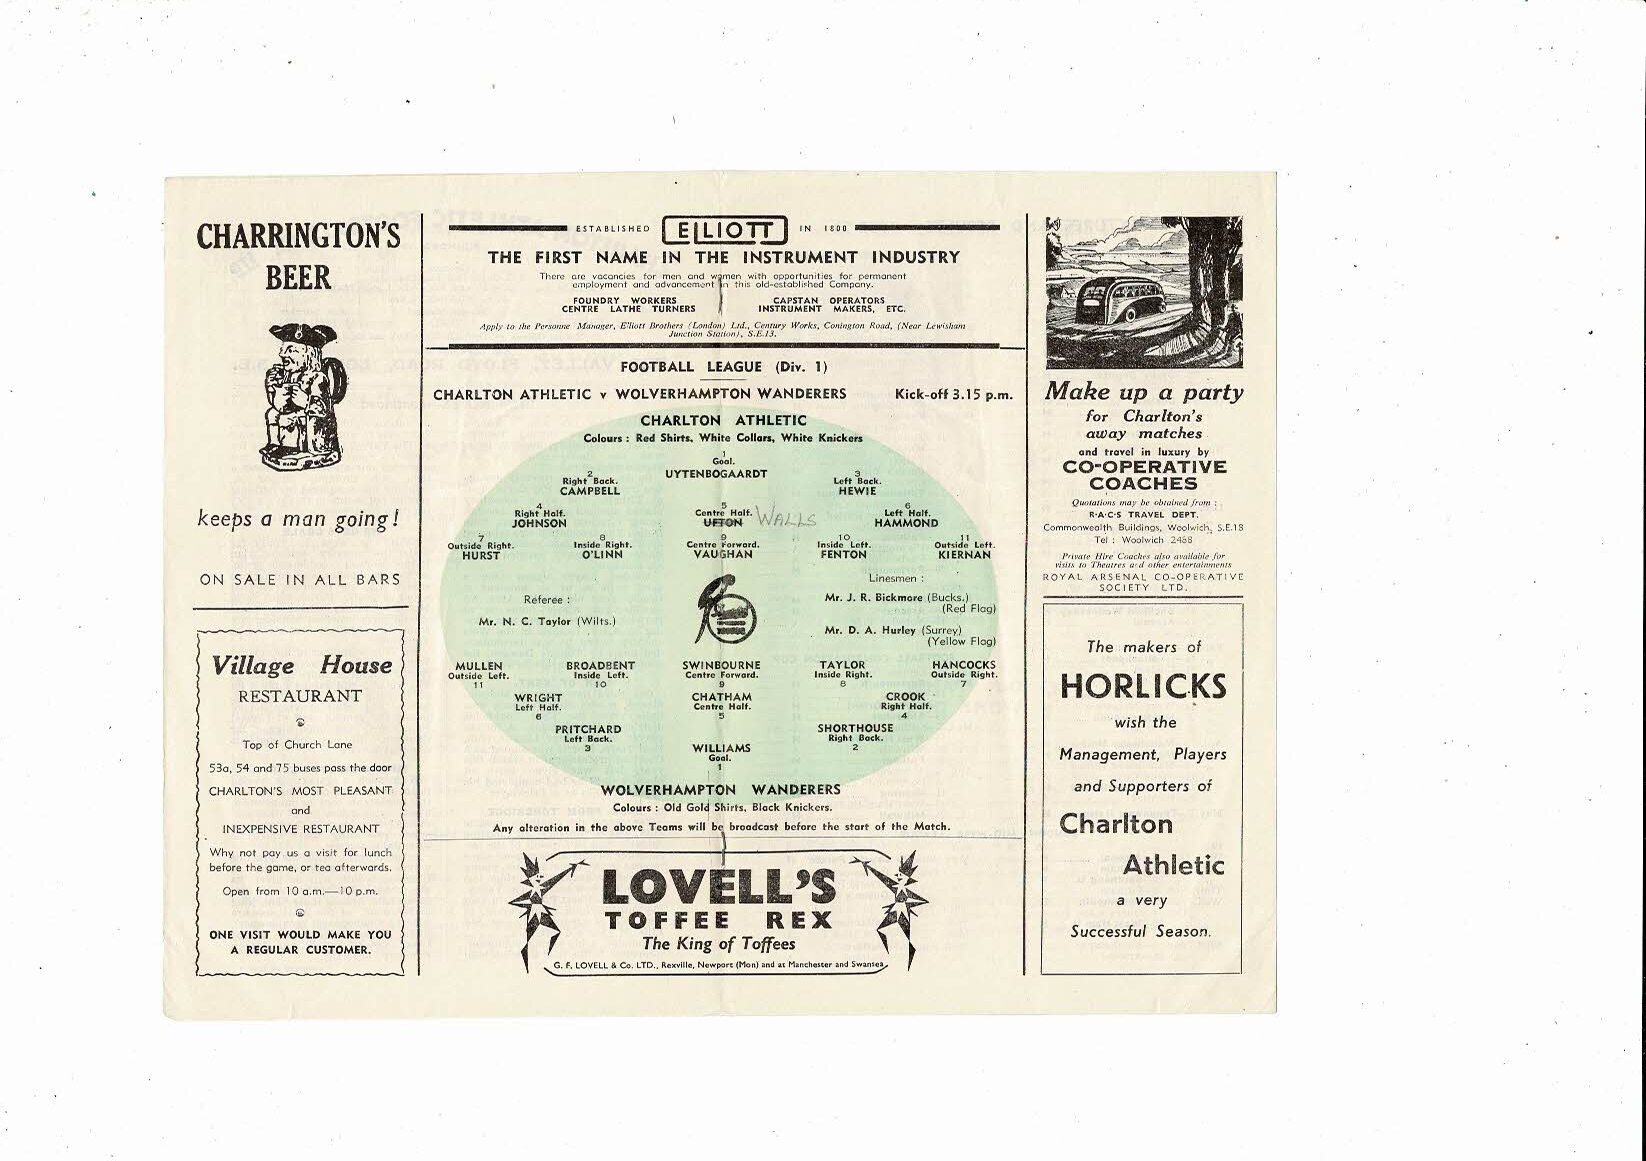 CHARRINGTON'S
BEER
keeps a man going!
ON SALE IN ALL BARS
Village House
RESTAURANT
Top of Church Lane
53a, 54 and 75 buses pass the door
CHARLTON'S MOST PLEASANT
and
INEXPENSIVE RESTAURANT
Why not pay us a visit for lunch
before the game, or tea afterwards.
Open from 10 a.m.—10 p.m.
ONE VISIT WOULD MAKE YOU
A REGULAR CUSTOMER.
ESTABLISHED ELLIOTT IN 1800
THE FIRST NAME IN THE INSTRUMENT INDUSTRY
There are vacancies for men and women with opportunities for permanent
employment and advancement in this old-established Company.
FOUNDRY WORKERS CAPSTAN OPERATORS
CENTRE LATHE TURNERS INSTRUMENT MAKERS, ETC.
Apply to the Personne Manager, Elliott Brothers (London) Ltd., Century Works, Conington Road, (Near Lewisham
Junction Station), S.E.13.
FOOTBALL LEAGUE (Div. 1)
CHARLTON ATHLETIC v WOLVERHAMPTON WANDERERS Kick-off 3.15 p.m.
CHARLTON ATHLETIC
Colours : Red Shirts, White Collars, White Knickers
1
Goal.
UYTENBOGAARDT
2 3
Right Back. Left Back.
CAMPBELL HEWIE
4 5 6
Right Half. Centre Half. Left Half.
JOHNSON UFTON WALLS HAMMOND
7 8 9 10 11
Outside Right. Inside Right. Centre Forward. Inside Left. Outside Left.
HURST O'LINN VAUGHAN FENTON KIERNAN
Linesmen :
Referee : Mr. J. R. Bickmore (Bucks.)
(Red Flag)
Mr. N. C. Taylor (Wilts.)
Mr. D. A. Hurley (Surrey)
(Yellow Flag)
MULLEN BROADBENT SWINBOURNE TAYLOR HANCOCKS
Outside Left. Inside Left. Centre Forward. Inside Right. Outside Right.
11 10 9 8 7
WRIGHT CHATHAM CROOK
Left Half. Centre Half. Right Half.
6 5 4
PRITCHARD SHORTHOUSE
Left Back. Right Back.
3 2
WILLIAMS
Goal.
1
WOLVERHAMPTON WANDERERS
Colours : Old Gold Shirts, Black Knickers.
Any alteration in the above Teams will be broadcast before the start of the Match.
LOVELL'S
TOFFEE REX
The King of Toffees
G. F. LOVELL & Co. LTD., Rexville, Newport (Mon) and at Manchester and Swansea
Make up a party
for Charlton's
away matches
and travel in luxury by
CO-OPERATIVE
COACHES
Quotations may be obtained from :
R·A·C·S TRAVEL DEPT.
Commonwealth Buildings, Woolwich, S.E.18
Tel : Woolwich 2468
Private Hire Coaches also available for
visits to Theatres and other entertainments
ROYAL ARSENAL CO-OPERATIVE
SOCIETY LTD.
The makers of
HORLICKS
wish the
Management, Players
and Supporters of
Charlton
Athletic
a very
Successful Season.